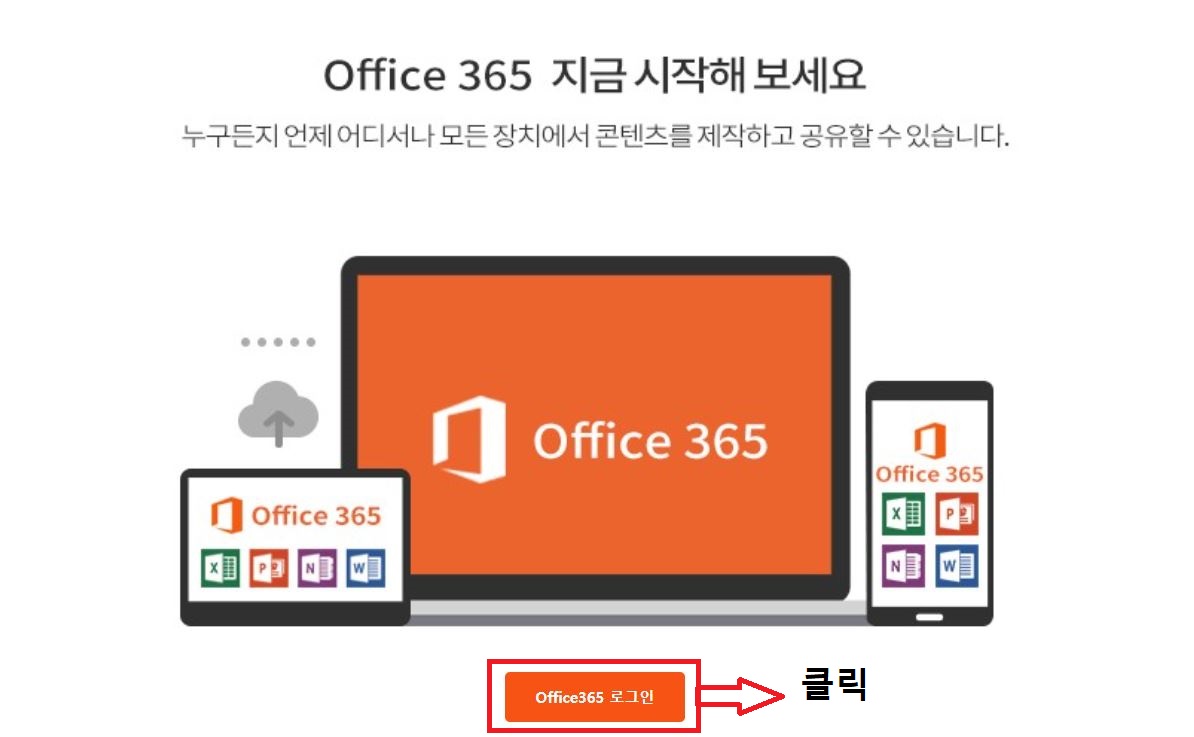 Office 365 지금 시작해 보세요
누구든지 언제 어디서나 모든 장치에서 콘텐츠를 제작하고 공유할 수 있습니다.
Office 365
Office 365
X P N W
Office 365
X P
N W
Office365 로그인
클릭